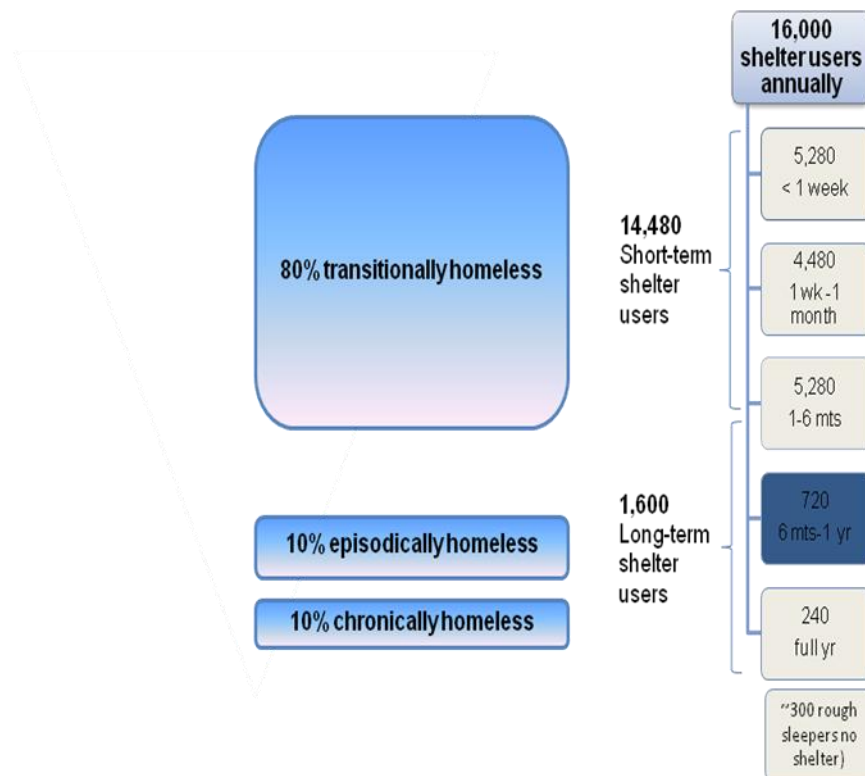 16,000
shelter users
annually
80% transitionally homeless
10% episodically homeless
10% chronically homeless
14,480
Short-term
shelter
users
1,600
Long-term
shelter
users
5,280
< 1 week
4,480
1 wk -1
month
5,280
1-6 mts
720
6 mts-1 yr
240
full yr
~300 rough
sleepers no
shelter)